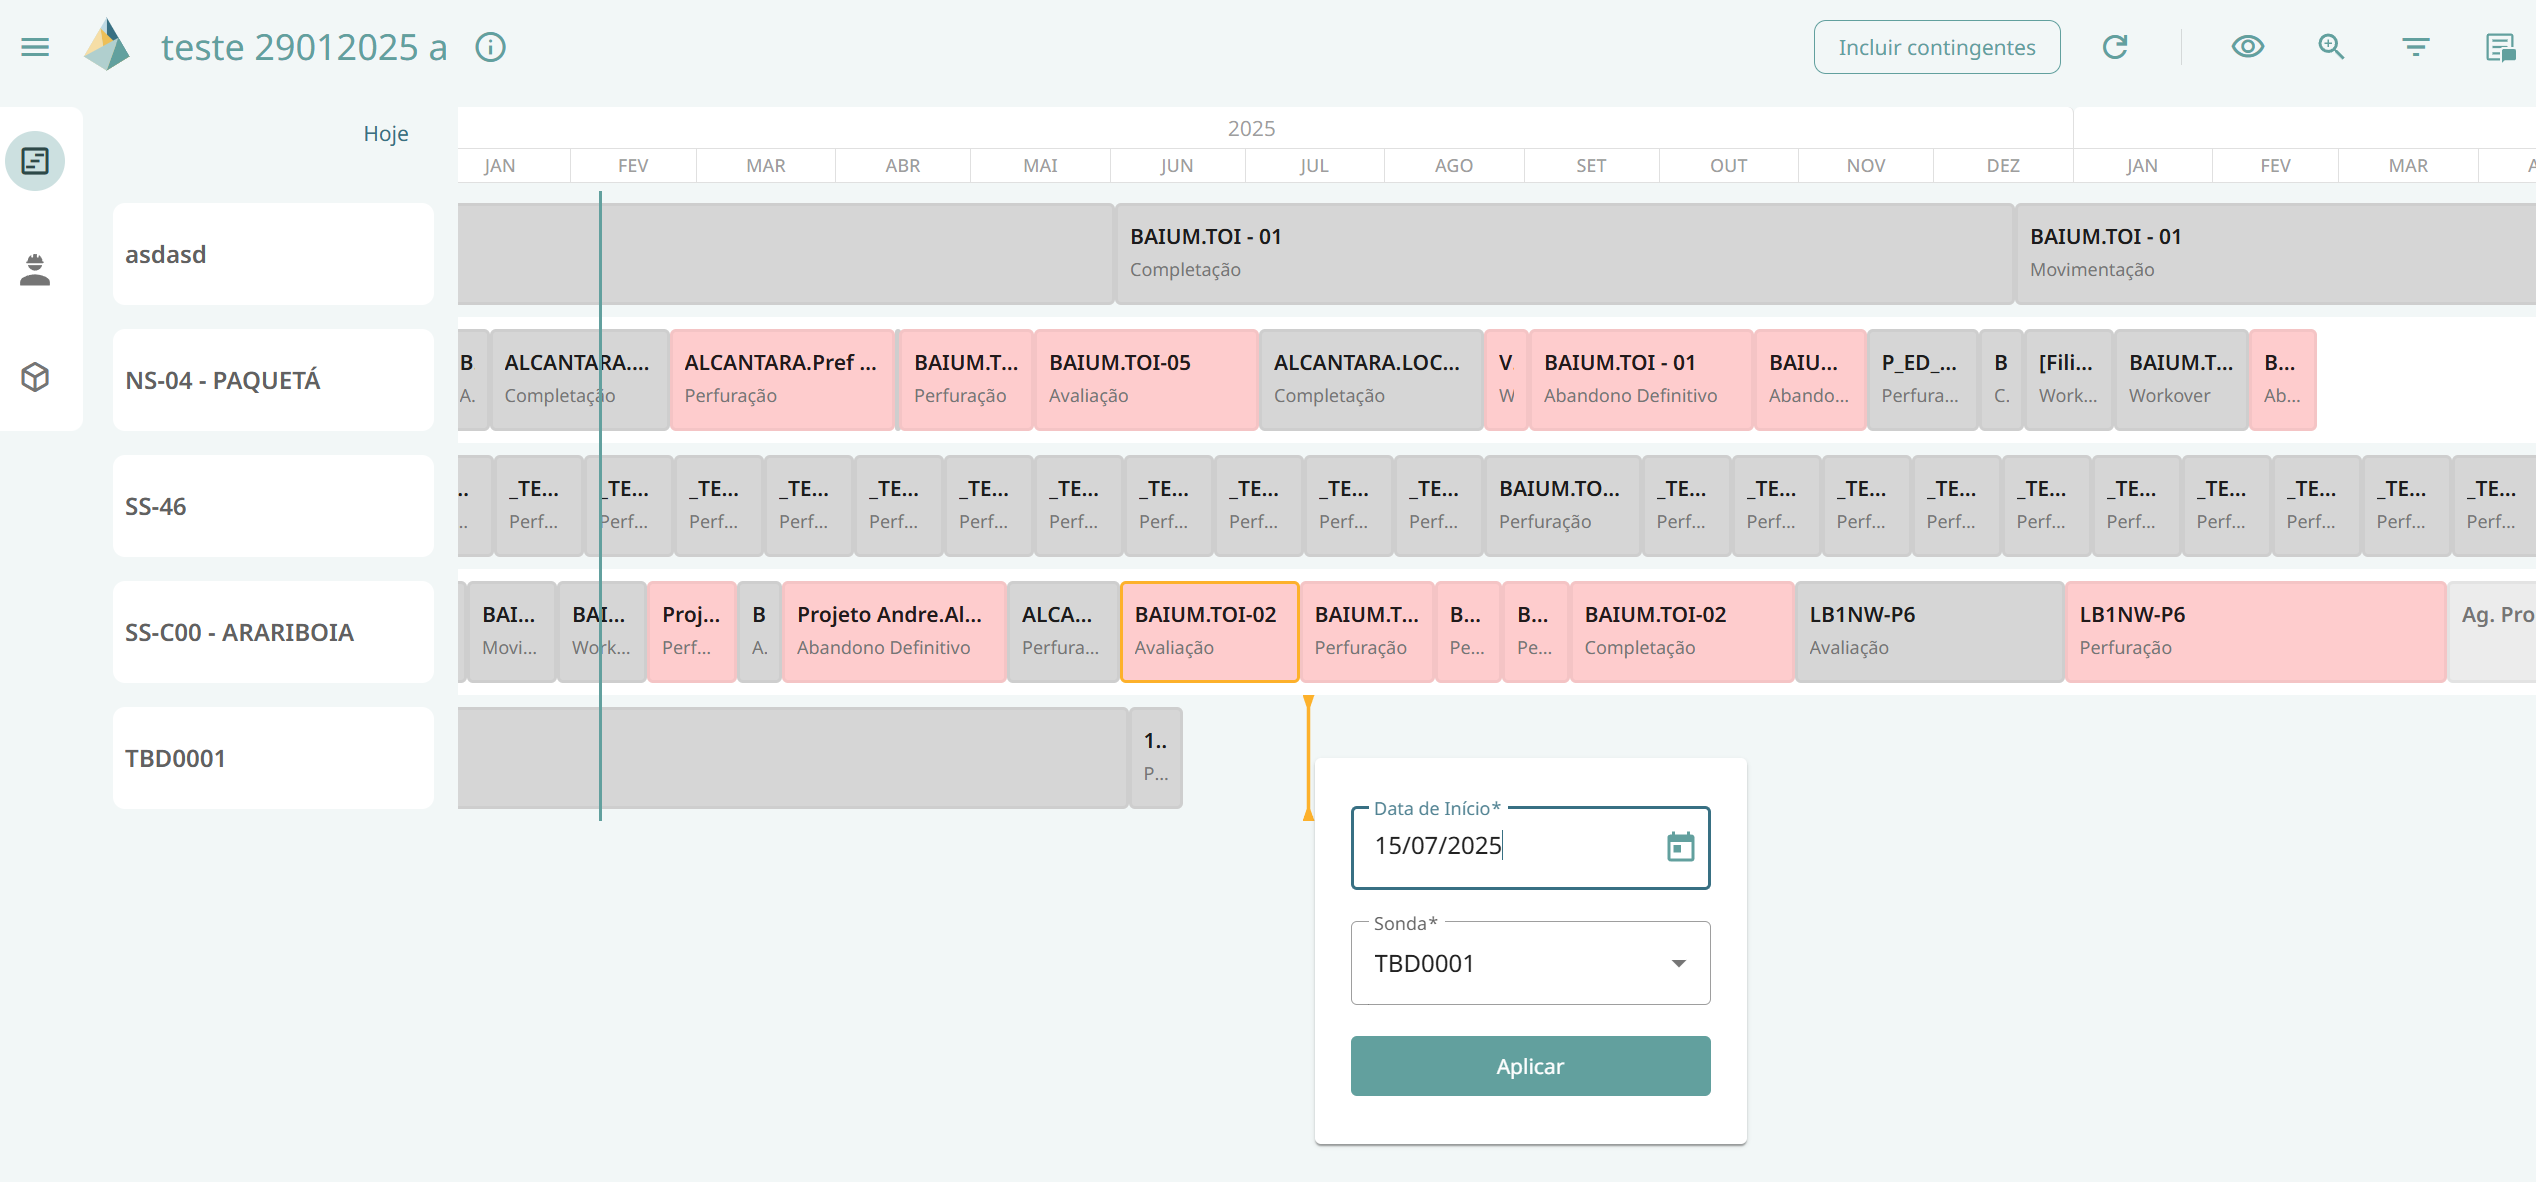 teste 29012025 a
Incluir contingentes
Hoje
2025
JAN FEV MAR ABR MAI JUN JUL AGO SET OUT NOV DEZ JAN FEV MAR A
asdasd
BAIUM.TOI - 01 BAIUM.TOI - 01
Completação Movimentação
NS-04 - PAQUETÁ
B ALCANTARA.... ALCANTARA.Pref ... BAIUM.T... BAIUM.TOI-05 ALCANTARA.LOC... V. BAIUM.TOI - 01 BAIU... P_ED_... B [Fili... BAIUM.T... B...
A. Completação Perfuração Perfuração Avaliação Completação W Abandono Definitivo Abando... Perfura... C. Work... Workover Ab...
SS-46
.. _TE... _TE... _TE... _TE... _TE... _TE... _TE... _TE... _TE... _TE... _TE... BAIUM.TO... _TE... _TE... _TE... _TE... _TE... _TE... _TE... _TE... _TE... _TE...
.. Perf... Perf... Perf... Perf... Perf... Perf... Perf... Perf... Perf... Perf... Perf... Perfuração Perf... Perf... Perf... Perf... Perf... Perf... Perf... Perf... Perf... Perf...
SS-C00 - ARARIBOIA
BAI... BAI... Proj... B Projeto Andre.Al... ALCA... BAIUM.TOI-02 BAIUM.T... B... B... BAIUM.TOI-02 LB1NW-P6 LB1NW-P6 Ag. Pro
Movi... Work... Perf... A. Abandono Definitivo Perfura... Avaliação Perfuração Pe... Pe... Completação Avaliação Perfuração
TBD0001
1..
P...
Data de Início*
15/07/2025
Sonda*
TBD0001
Aplicar